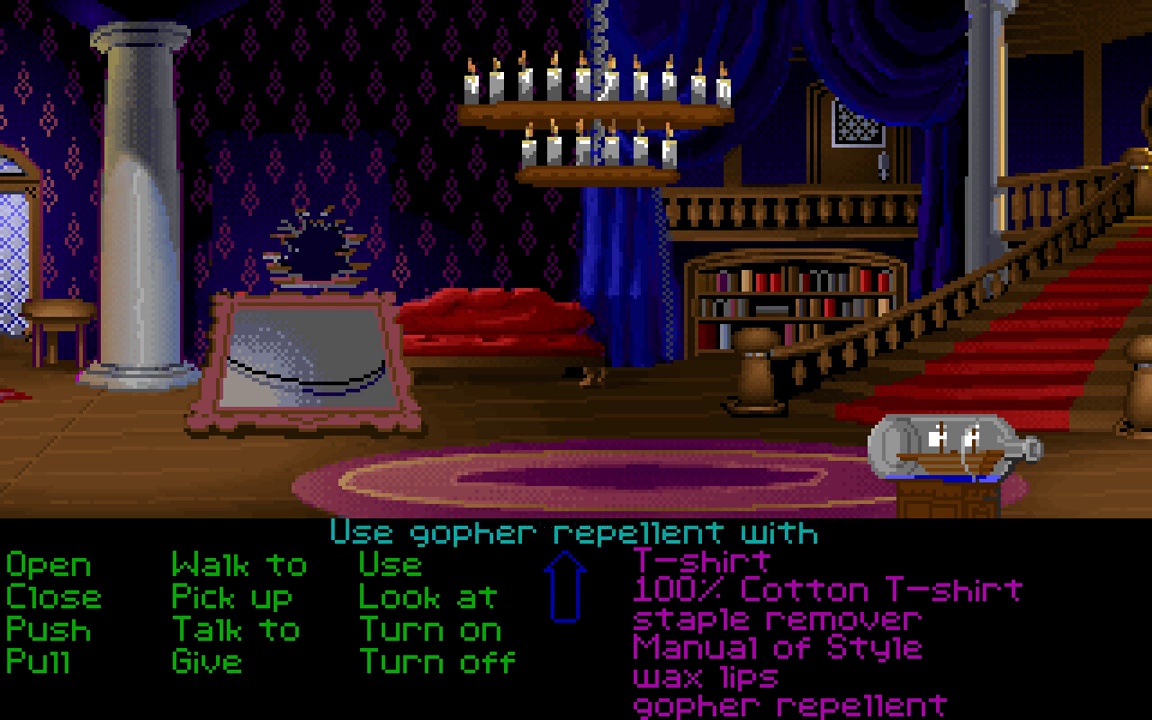 Use gopher repellent with
Open Walk to Use
Close Pick up Look at
Push Talk to Turn on
Pull Give Turn off
T-shirt
100% Cotton T-shirt
staple remover
Manual of Style
wax lips
gopher repellent